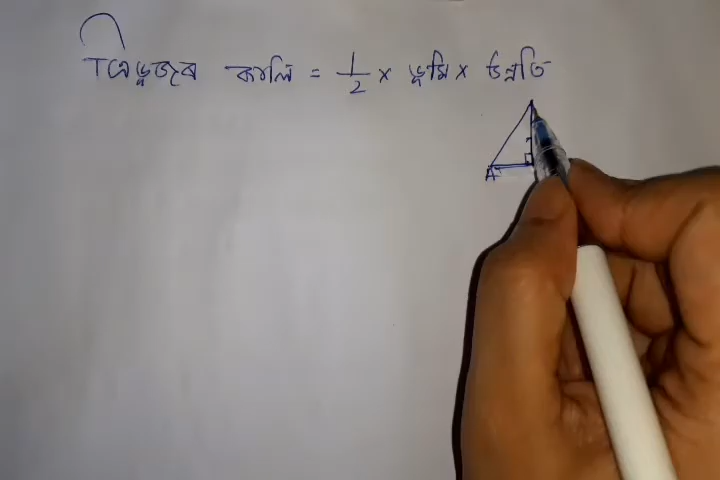 ত্ৰিভুজৰ কালি = 1/2 × ভূমি × উন্নতি
A